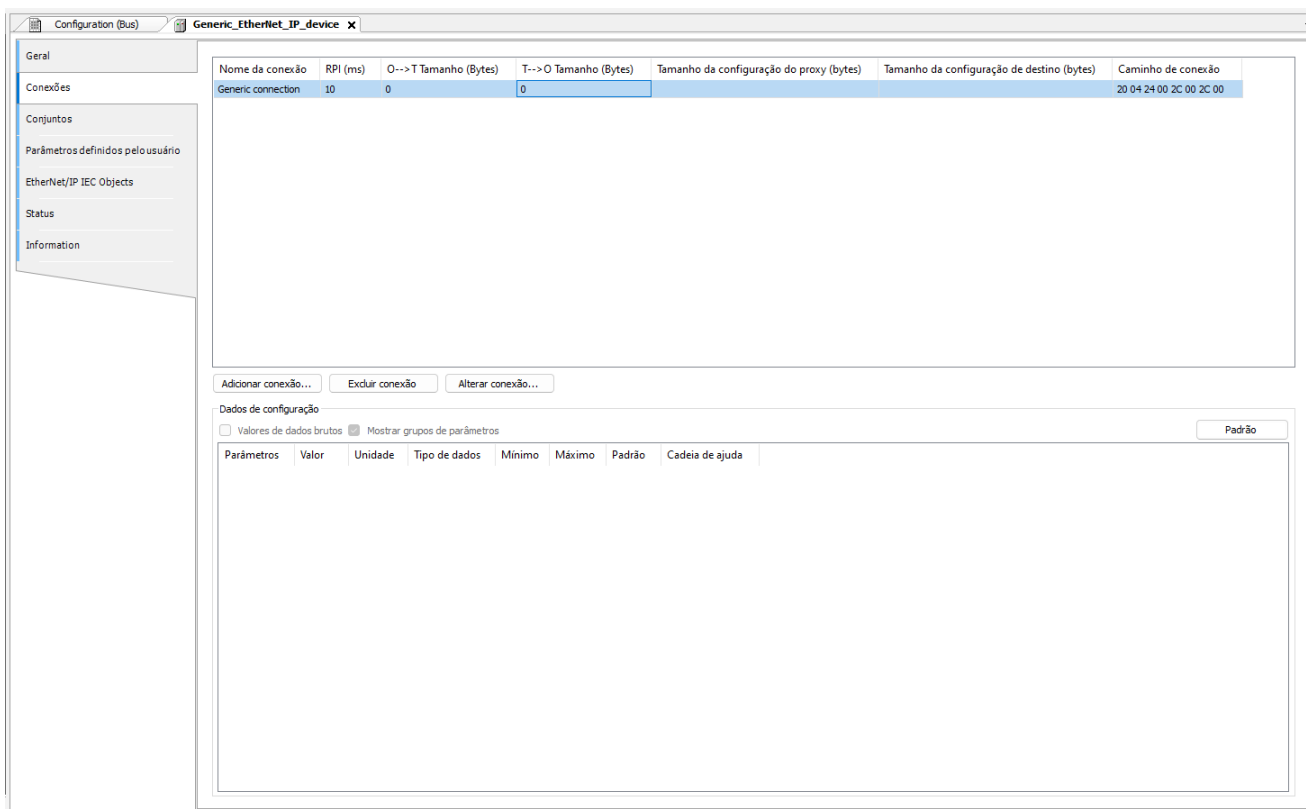 Configuration (Bus) Generic_EtherNet_IP_device X
Geral
Conexões
Conjuntos
Parâmetros definidos pelo usuário
EtherNet/IP IEC Objects
Status
Information
Nome da conexão RPI (ms) O-->T Tamanho (Bytes) T-->O Tamanho (Bytes) Tamanho da configuração do proxy (bytes) Tamanho da configuração de destino (bytes) Caminho de conexão
Generic connection 10 0 0 20 04 24 00 2C 00 2C 00
Adicionar conexão... Excluir conexão Alterar conexão...
Dados de configuração
Valores de dados brutos Mostrar grupos de parâmetros Padrão
Parâmetros Valor Unidade Tipo de dados Mínimo Máximo Padrão Cadeia de ajuda